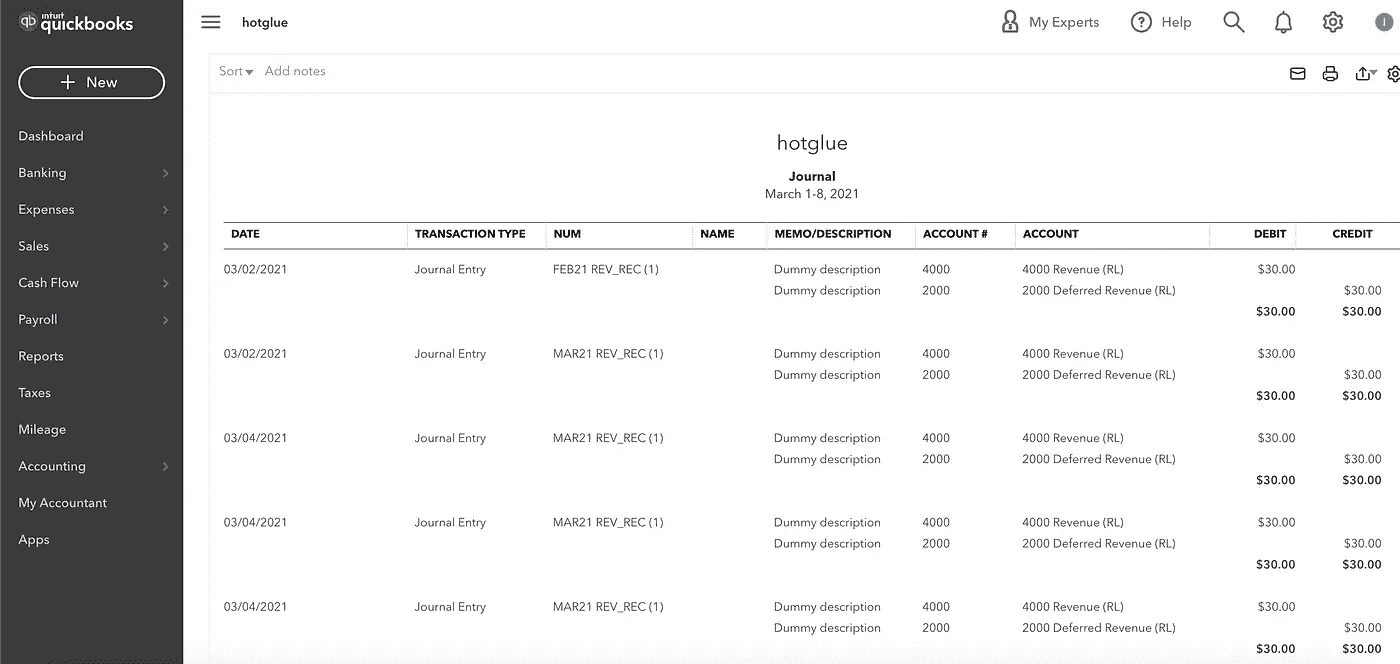 intuit
quickbooks
hotglue
My Experts
Help
I
New
Sort Add notes
Dashboard
Banking
Expenses
Sales
Cash Flow
Payroll
Reports
Taxes
Mileage
Accounting
My Accountant
Apps
hotglue
Journal
March 1-8, 2021
DATE TRANSACTION TYPE NUM NAME MEMO/DESCRIPTION ACCOUNT # ACCOUNT DEBIT CREDIT
03/02/2021 Journal Entry FEB21 REV_REC (1) Dummy description 4000 4000 Revenue (RL) $30.00
Dummy description 2000 2000 Deferred Revenue (RL) $30.00
$30.00 $30.00
03/02/2021 Journal Entry MAR21 REV_REC (1) Dummy description 4000 4000 Revenue (RL) $30.00
Dummy description 2000 2000 Deferred Revenue (RL) $30.00
$30.00 $30.00
03/04/2021 Journal Entry MAR21 REV_REC (1) Dummy description 4000 4000 Revenue (RL) $30.00
Dummy description 2000 2000 Deferred Revenue (RL) $30.00
$30.00 $30.00
03/04/2021 Journal Entry MAR21 REV_REC (1) Dummy description 4000 4000 Revenue (RL) $30.00
Dummy description 2000 2000 Deferred Revenue (RL) $30.00
$30.00 $30.00
03/04/2021 Journal Entry MAR21 REV_REC (1) Dummy description 4000 4000 Revenue (RL) $30.00
Dummy description 2000 2000 Deferred Revenue (RL) $30.00
$30.00 $30.00